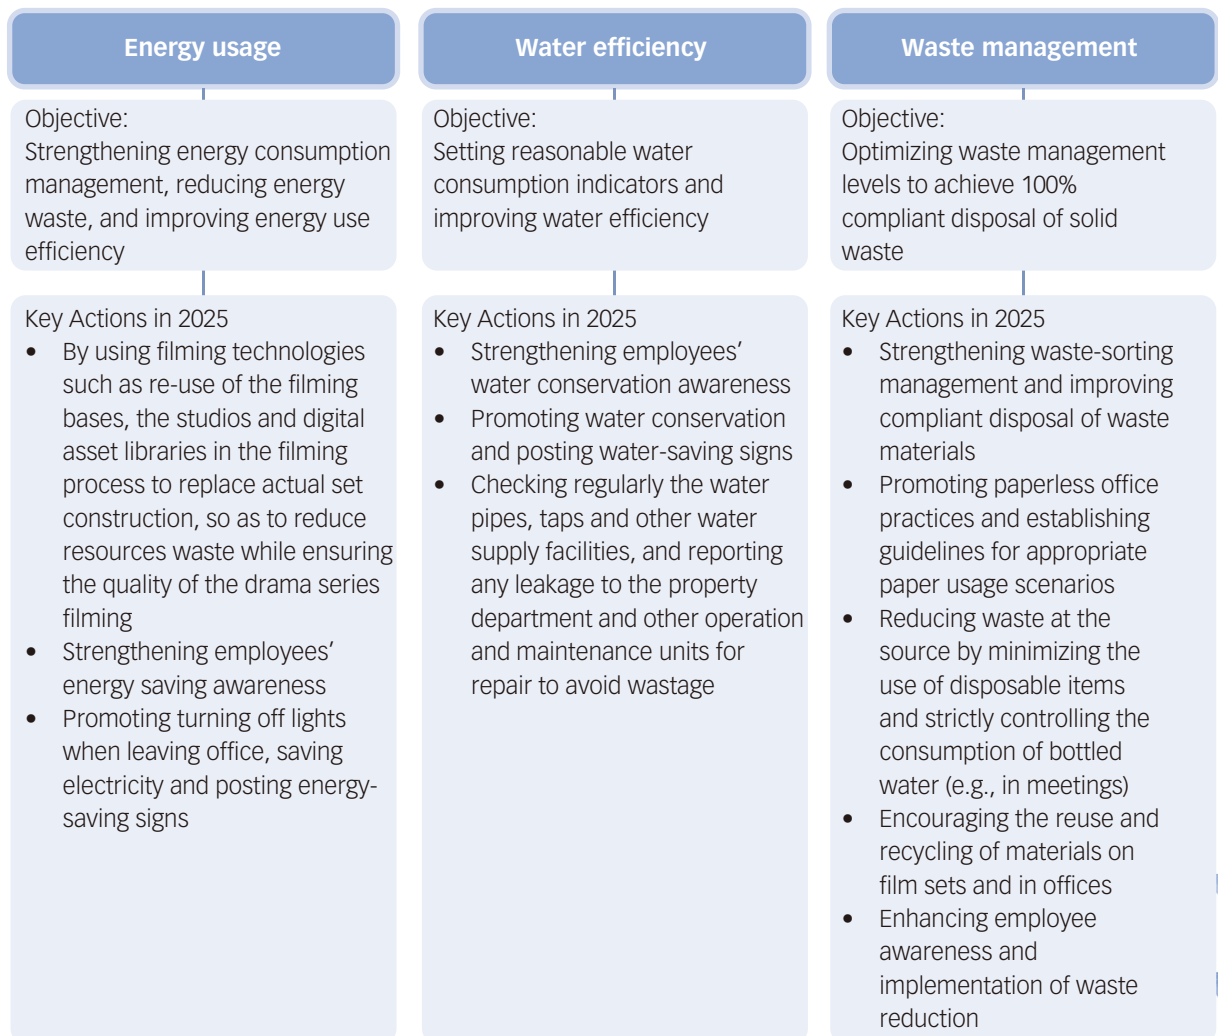 Energy usage
Objective:
Strengthening energy consumption
management, reducing energy
waste, and improving energy use
efficiency
Key Actions in 2025
• By using filming technologies
such as re-use of the filming
bases, the studios and digital
asset libraries in the filming
process to replace actual set
construction, so as to reduce
resources waste while ensuring
the quality of the drama series
filming
• Strengthening employees’
energy saving awareness
• Promoting turning off lights
when leaving office, saving
electricity and posting energy-
saving signs
Water efficiency
Objective:
Setting reasonable water
consumption indicators and
improving water efficiency
Key Actions in 2025
• Strengthening employees’
water conservation awareness
• Promoting water conservation
and posting water-saving signs
• Checking regularly the water
pipes, taps and other water
supply facilities, and reporting
any leakage to the property
department and other operation
and maintenance units for
repair to avoid wastage
Waste management
Objective:
Optimizing waste management
levels to achieve 100%
compliant disposal of solid
waste
Key Actions in 2025
• Strengthening waste-sorting
management and improving
compliant disposal of waste
materials
• Promoting paperless office
practices and establishing
guidelines for appropriate
paper usage scenarios
• Reducing waste at the
source by minimizing the
use of disposable items
and strictly controlling the
consumption of bottled
water (e.g., in meetings)
• Encouraging the reuse and
recycling of materials on
film sets and in offices
• Enhancing employee
awareness and
implementation of waste
reduction